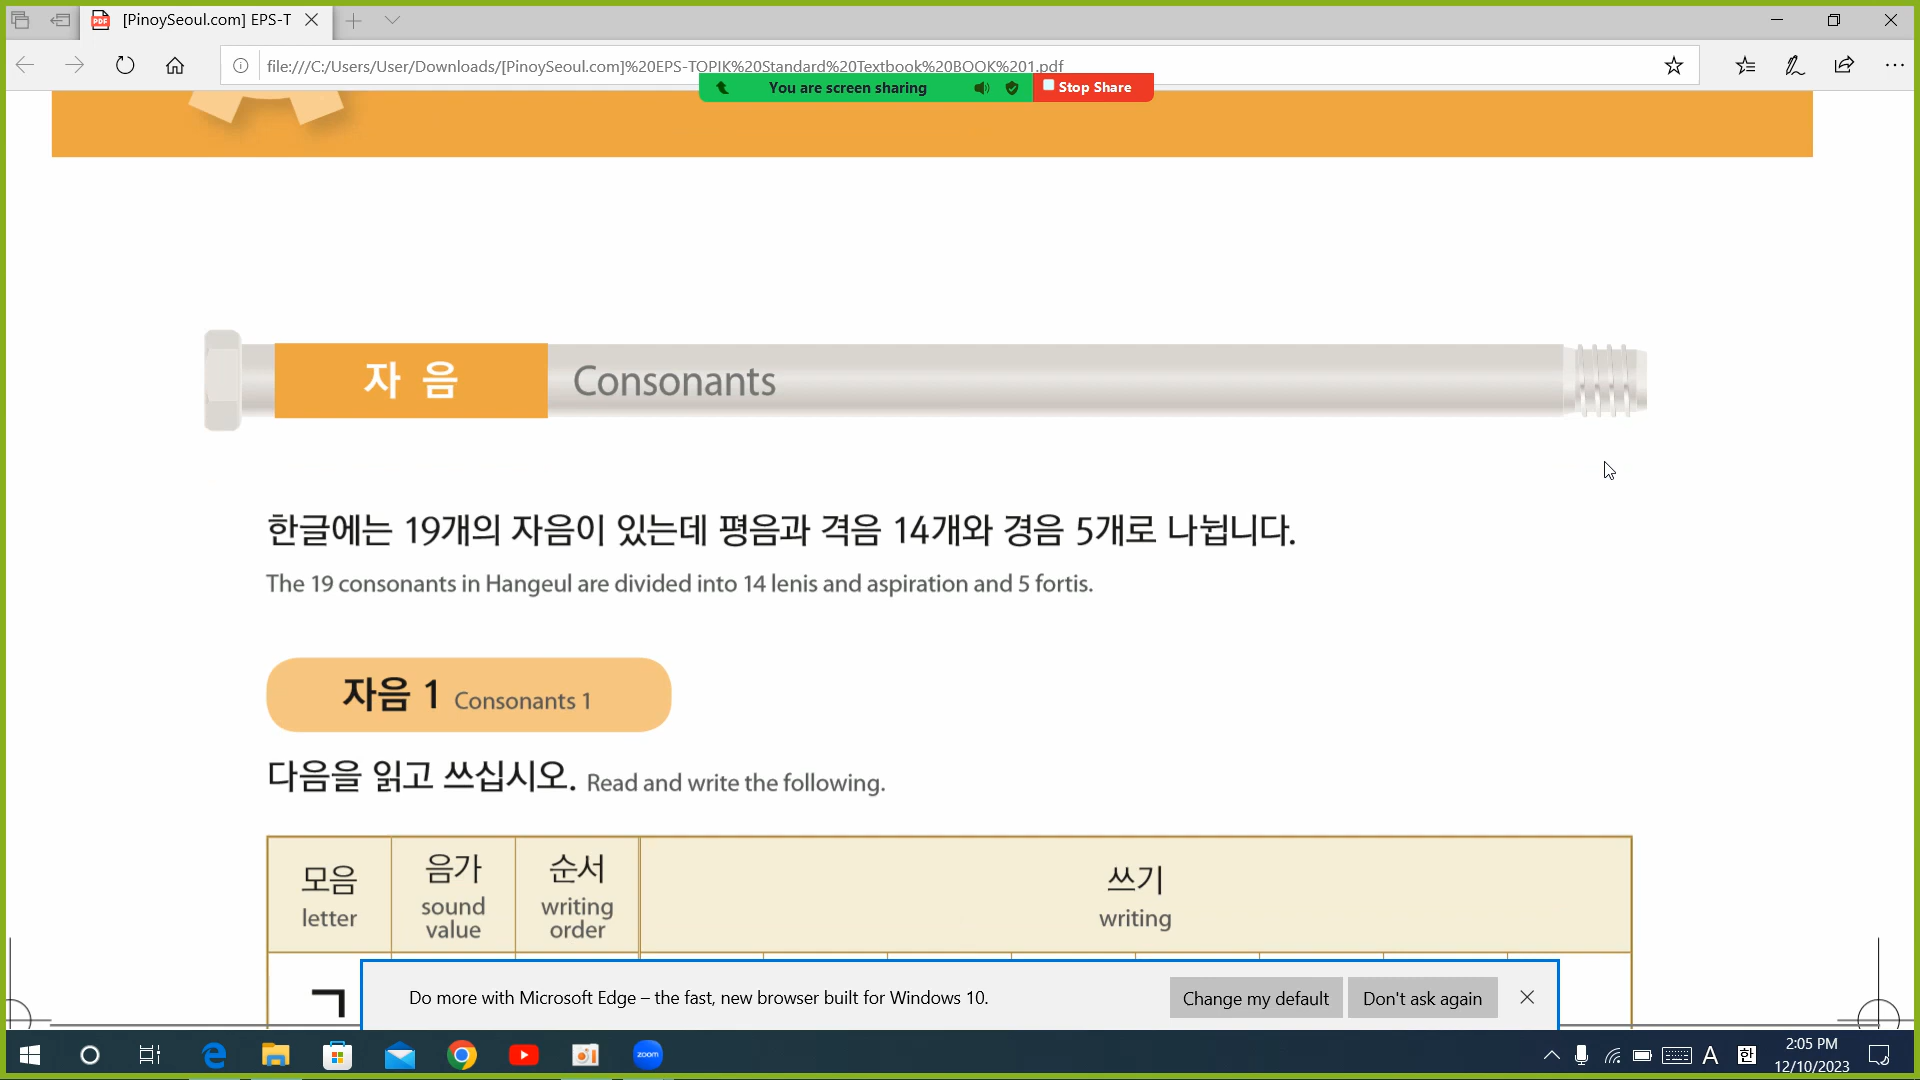 [PinoySeoul.com] EPS-T
file:///C:/Users/User/Downloads/[PinoySeoul.com]%20EPS-TOPIK%20Standard%20Textbook%20BOOK%201.pdf
You are screen sharing
Stop Share
자 음 Consonants
한글에는 19개의 자음이 있는데 평음과 격음 14개와 경음 5개로 나뉩니다.
The 19 consonants in Hangeul are divided into 14 lenis and aspiration and 5 fortis.
자음 1 Consonants 1
다음을 읽고 쓰십시오. Read and write the following.
모음
letter
음가
sound
value
순서
writing
order
쓰기
writing
ㄱ
Do more with Microsoft Edge – the fast, new browser built for Windows 10.
Change my default
Don't ask again
zoom
A
한
2:05 PM
12/10/2023